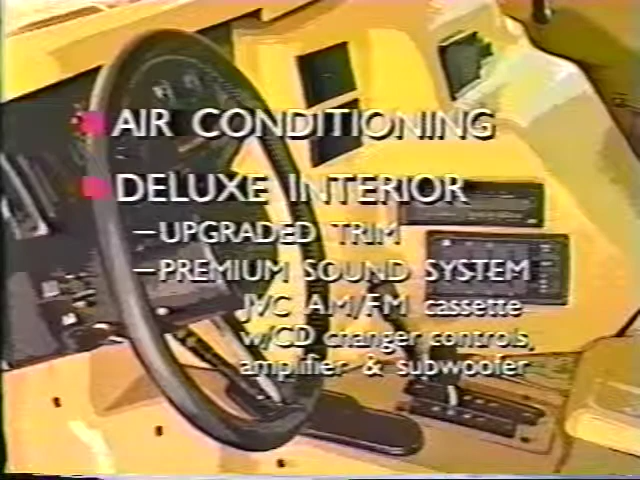 AIR CONDITIONING
DELUXE INTERIOR
–UPGRADED TRIM
–PREMIUM SOUND SYSTEM
JVC AM/FM cassette
w/CD changer controls,
amplifier & subwoofer